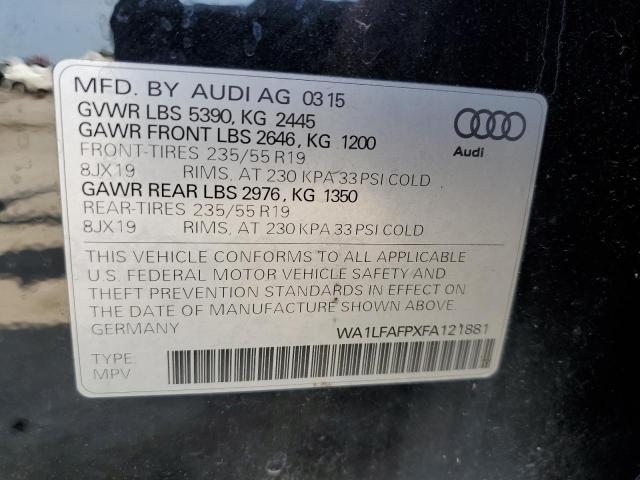 MFD. BY AUDI AG 0315
GVWR LBS 5390, KG 2445
GAWR FRONT LBS 2646, KG 1200
FRONT-TIRES 235/55 R19
8JX19 RIMS, AT 230 KPA 33 PSI COLD
GAWR REAR LBS 2976, KG 1350
REAR-TIRES 235/55 R19
8JX19 RIMS, AT 230 KPA 33 PSI COLD
Audi
THIS VEHICLE CONFORMS TO ALL APPLICABLE
U.S. FEDERAL MOTOR VEHICLE SAFETY AND
THEFT PREVENTION STANDARDS IN EFFECT ON
THE DATE OF MANUFACTURE SHOWN ABOVE.
GERMANY WA1LFAFPXFA121881
TYPE:
MPV